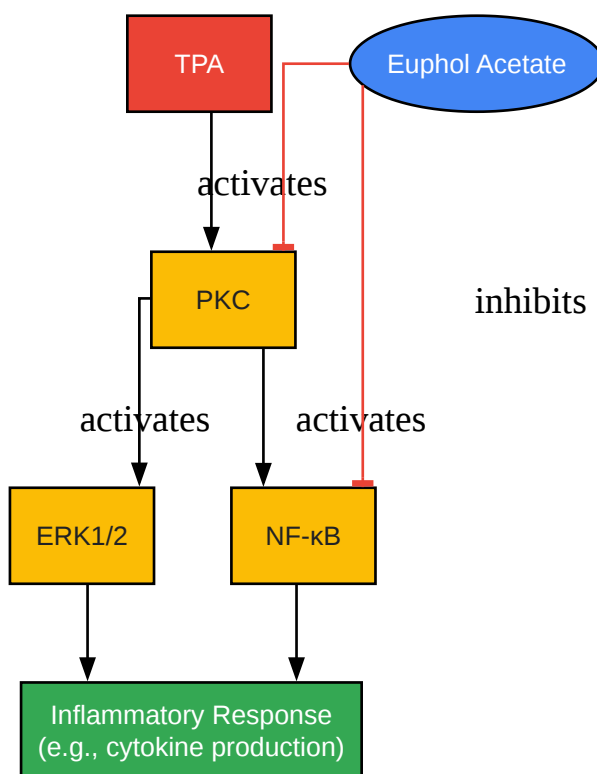 TPA
Euphol Acetate
activates
PKC
inhibits
activates
activates
ERK1/2
NF-κB
Inflammatory Response
(e.g., cytokine production)